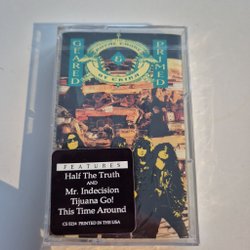 GEARED
&
PRIMED
FEATURES
Half The Truth
AND
Mr. Indecision
Tijuana Go!
This Time Around
PRINTED IN THE USA